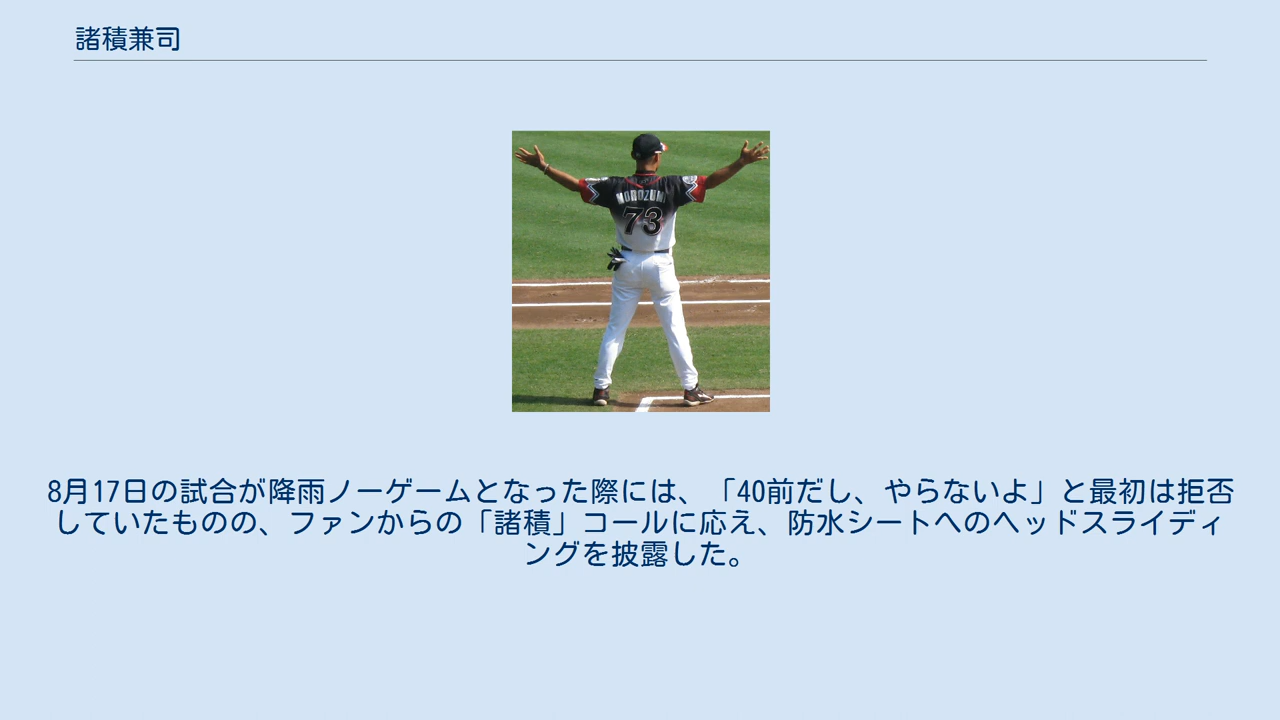 諸積兼司
MOROZUMI
73
8月17日の試合が降雨ノーゲームとなった際には、「40前だし、やらないよ」と最初は拒否
していたものの、ファンからの「諸積」コールに応え、防水シートへのヘッドスライディ
ングを披露した。